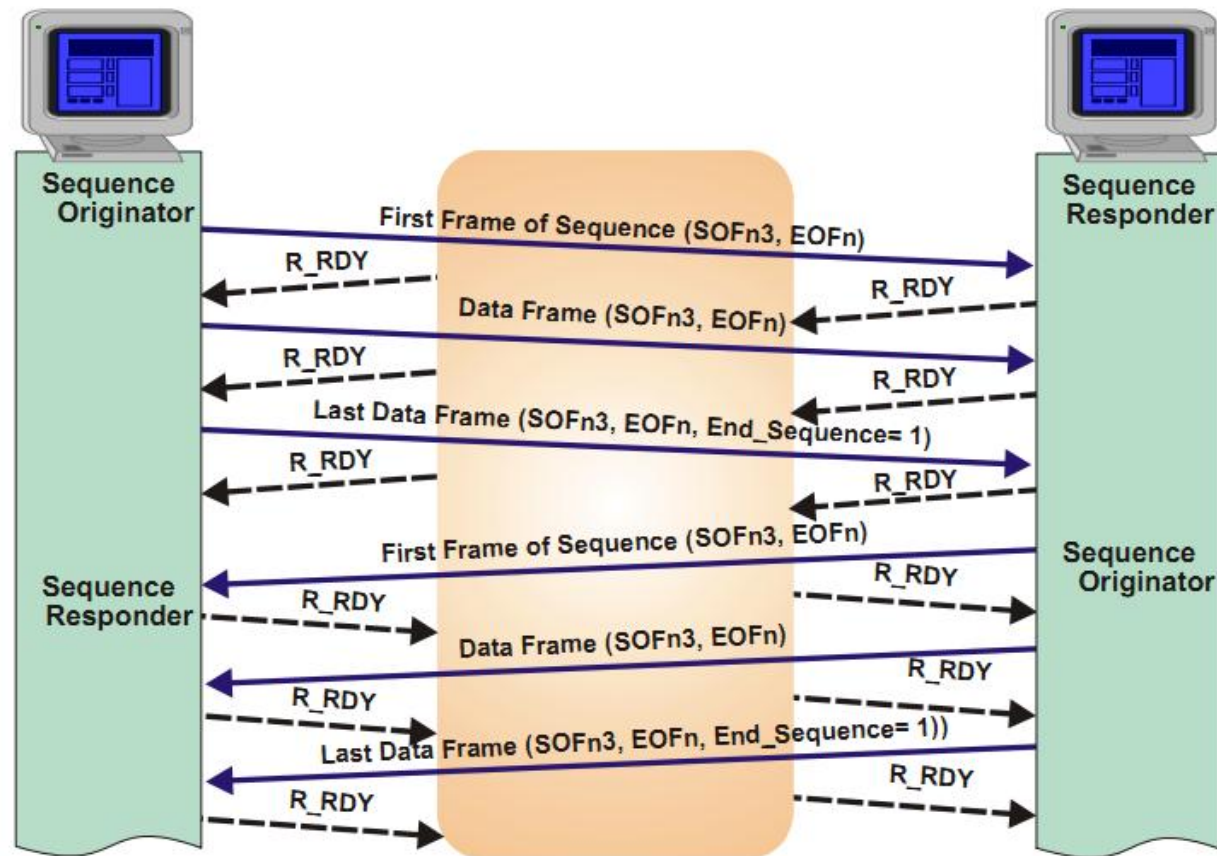 Sequence
Originator
Sequence
Responder
First Frame of Sequence (SOFn3, EOFn)
R_RDY
R_RDY
Data Frame (SOFn3, EOFn)
R_RDY
R_RDY
Last Data Frame (SOFn3, EOFn, End_Sequence= 1)
R_RDY
R_RDY
First Frame of Sequence (SOFn3, EOFn)
Sequence
Originator
Sequence
Responder
R_RDY
R_RDY
Data Frame (SOFn3, EOFn)
R_RDY
R_RDY
Last Data Frame (SOFn3, EOFn, End_Sequence= 1))
R_RDY
R_RDY